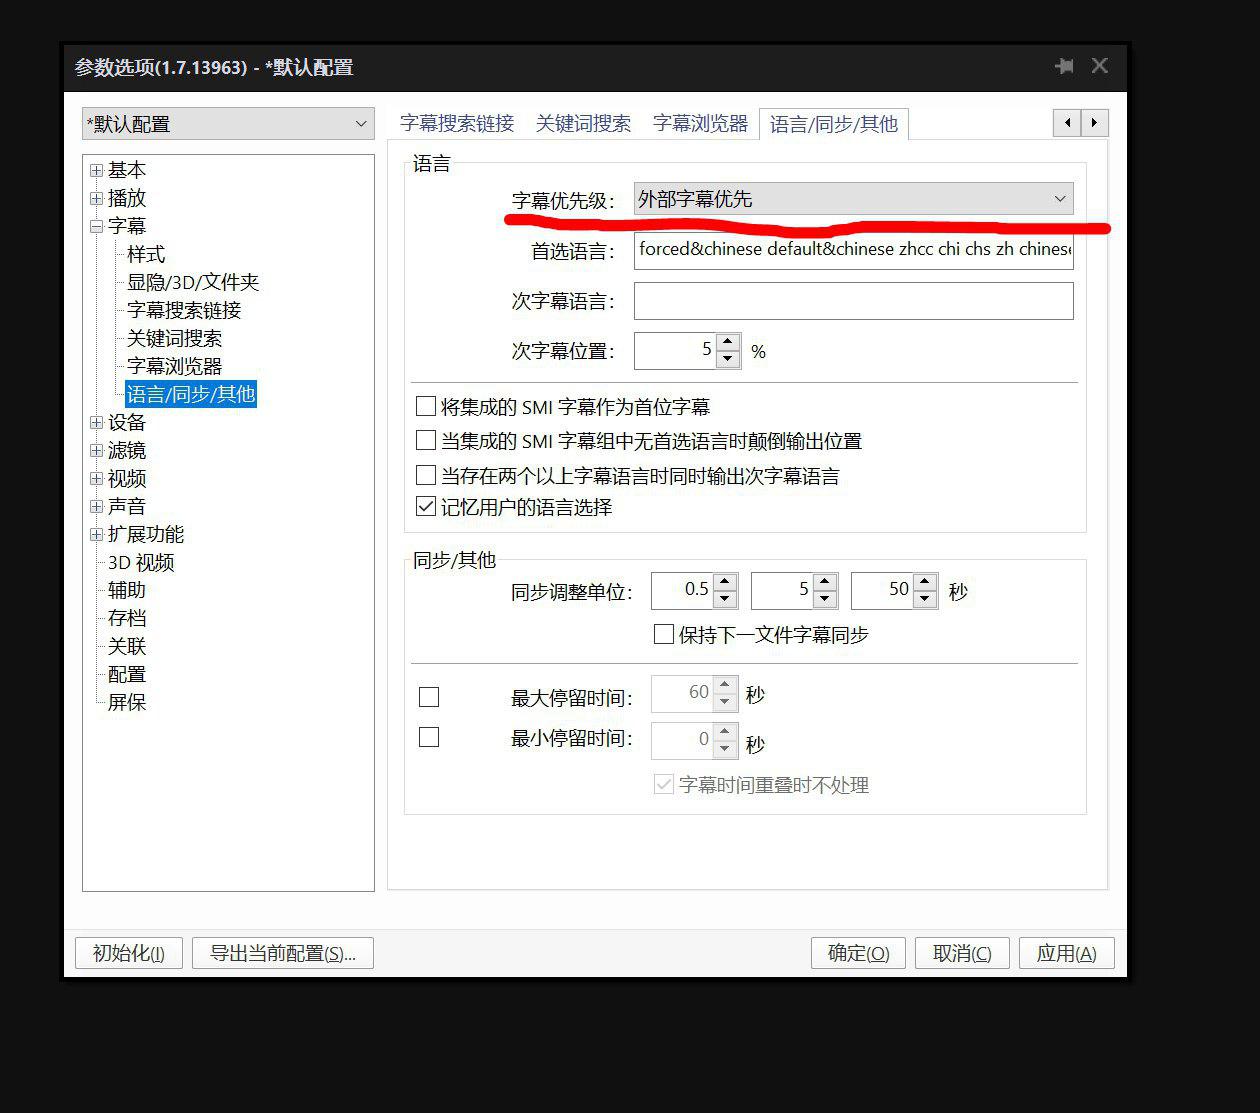 参数选项(1.7.13963) - *默认配置
*默认配置
基本
播放
字幕
样式
显隐/3D/文件夹
字幕搜索链接
关键词搜索
字幕浏览器
语言/同步/其他
设备
滤镜
视频
声音
扩展功能
3D 视频
辅助
存档
关联
配置
屏保
字幕搜索链接 关键词搜索 字幕浏览器 语言/同步/其他
语言
字幕优先级: 外部字幕优先
首选语言: forced&chinese default&chinese zhcc chi chs zh chinese
次字幕语言:
次字幕位置: 5 %
将集成的 SMI 字幕作为首位字幕
当集成的 SMI 字幕组中无首选语言时颠倒输出位置
当存在两个以上字幕语言时同时输出次字幕语言
记忆用户的语言选择
同步/其他
同步调整单位: 0.5 5 50 秒
保持下一文件字幕同步
最大停留时间: 60 秒
最小停留时间: 0 秒
字幕时间重叠时不处理
初始化(I) 导出当前配置(S)... 确定(O) 取消(C) 应用(A)